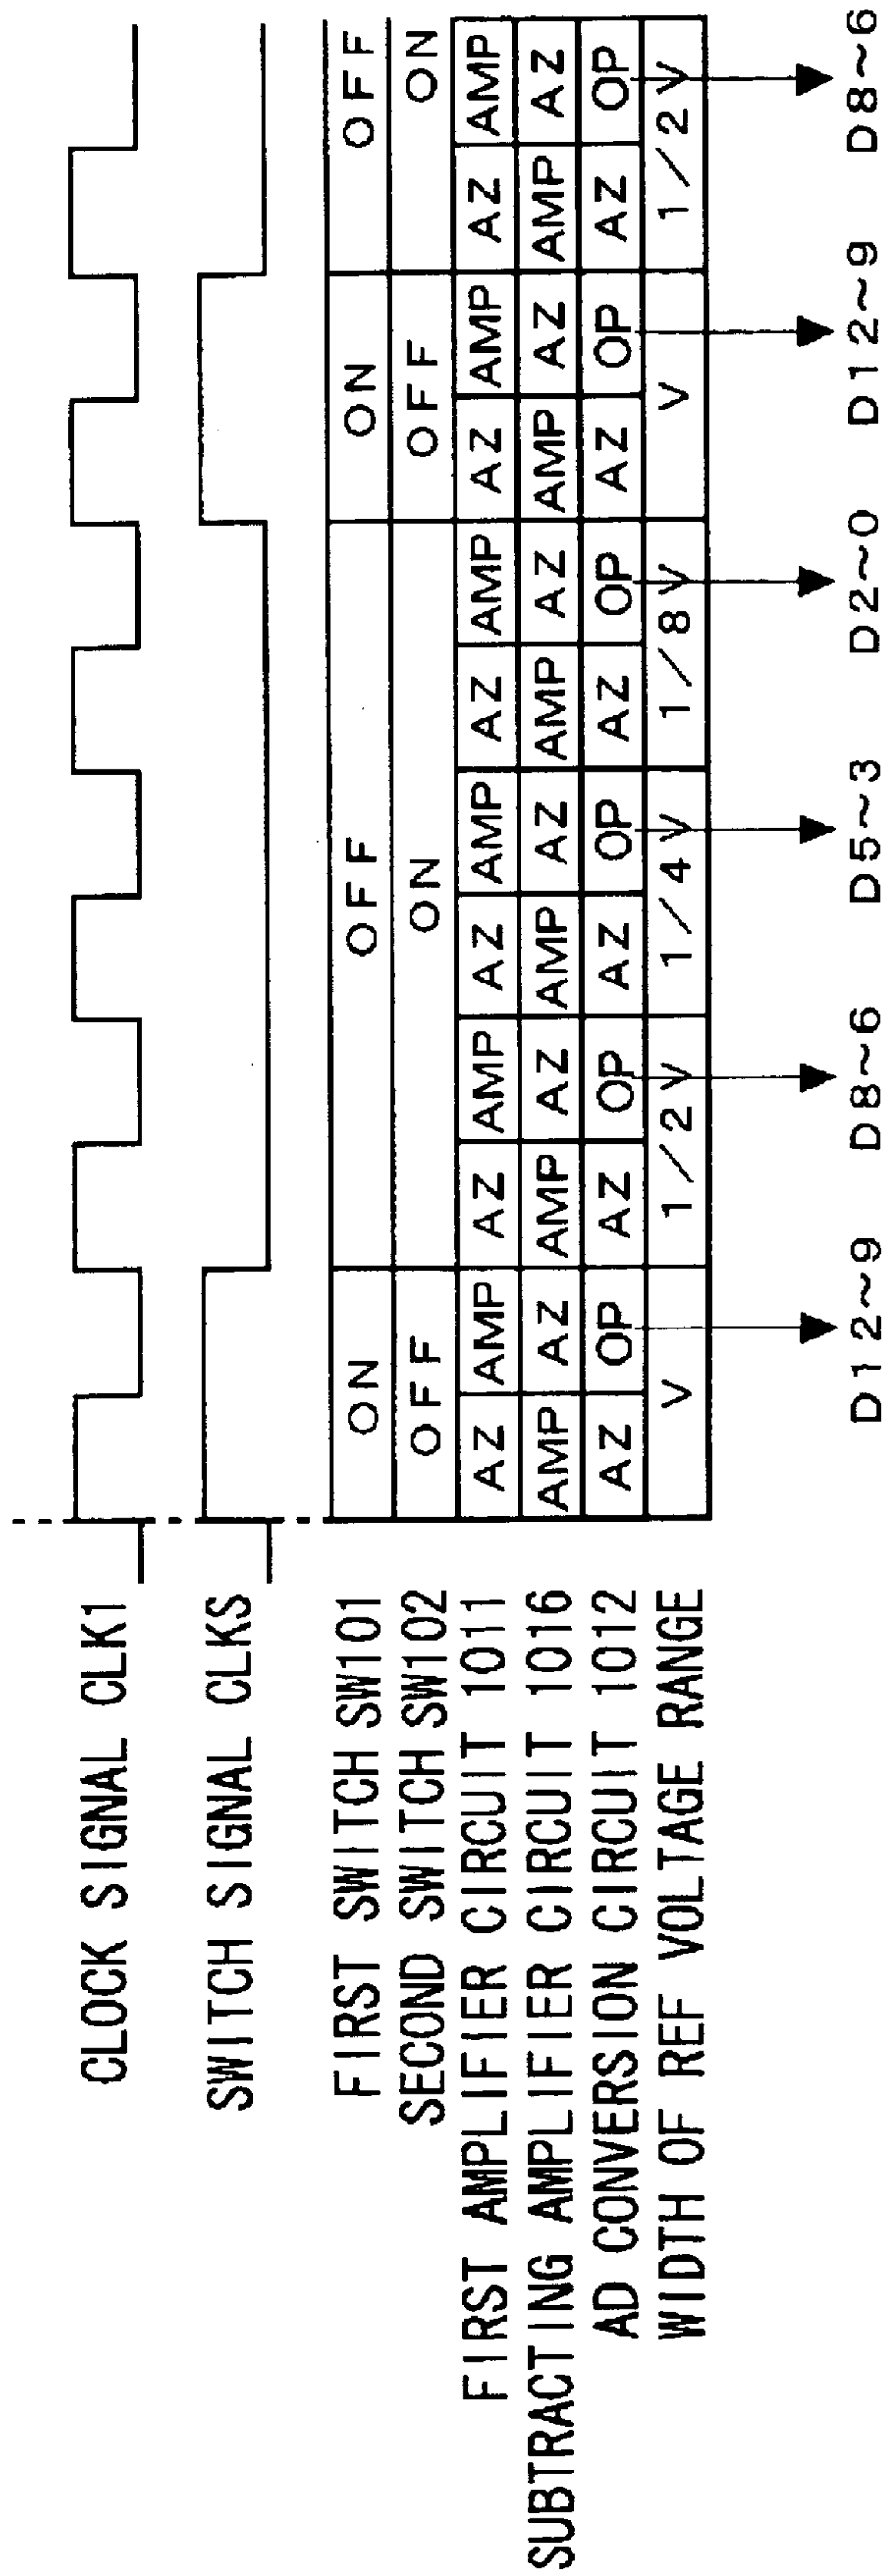 CLOCK SIGNAL CLK1
SWITCH SIGNAL CLKS
FIRST SWITCH SW101 ON OFF ON OFF
SECOND SWITCH SW102 OFF ON OFF ON
FIRST AMPLIFIER CIRCUIT 1011 AZ AMP AZ AMP AZ AMP AZ AMP AZ AMP AZ AMP
SUBTRACTING AMPLIFIER CIRCUIT 1016 AMP AZ AMP AZ AMP AZ AMP AZ AMP AZ AMP AZ
AD CONVERSION CIRCUIT 1012 AZ OP AZ OP AZ OP AZ OP AZ OP AZ OP
WIDTH OF REF VOLTAGE RANGE V 1/2 V 1/4 V 1/8 V V 1/2 V
D12~9 D8~6 D5~3 D2~0 D12~9 D8~6